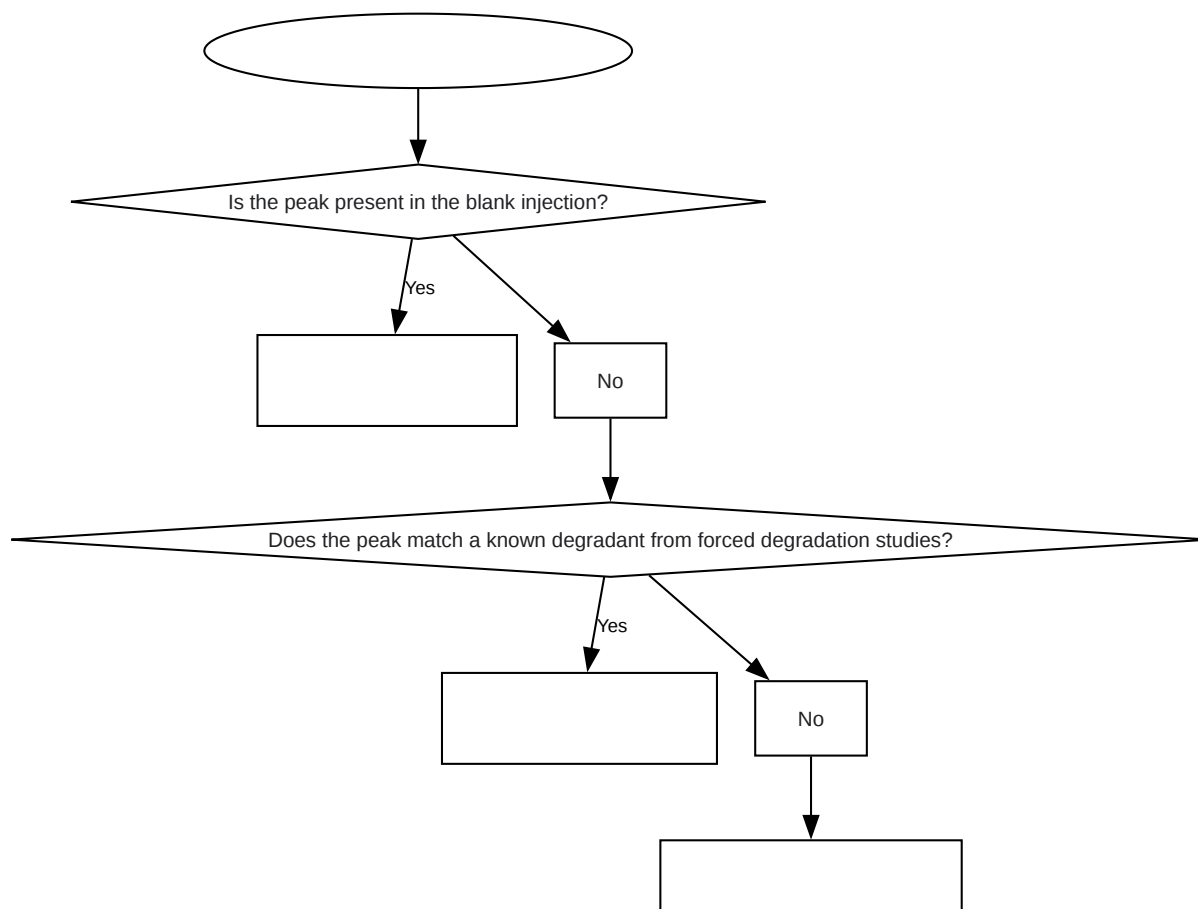 Is the peak present in the blank injection?
Yes
No
Does the peak match a known degradant from forced degradation studies?
Yes
No